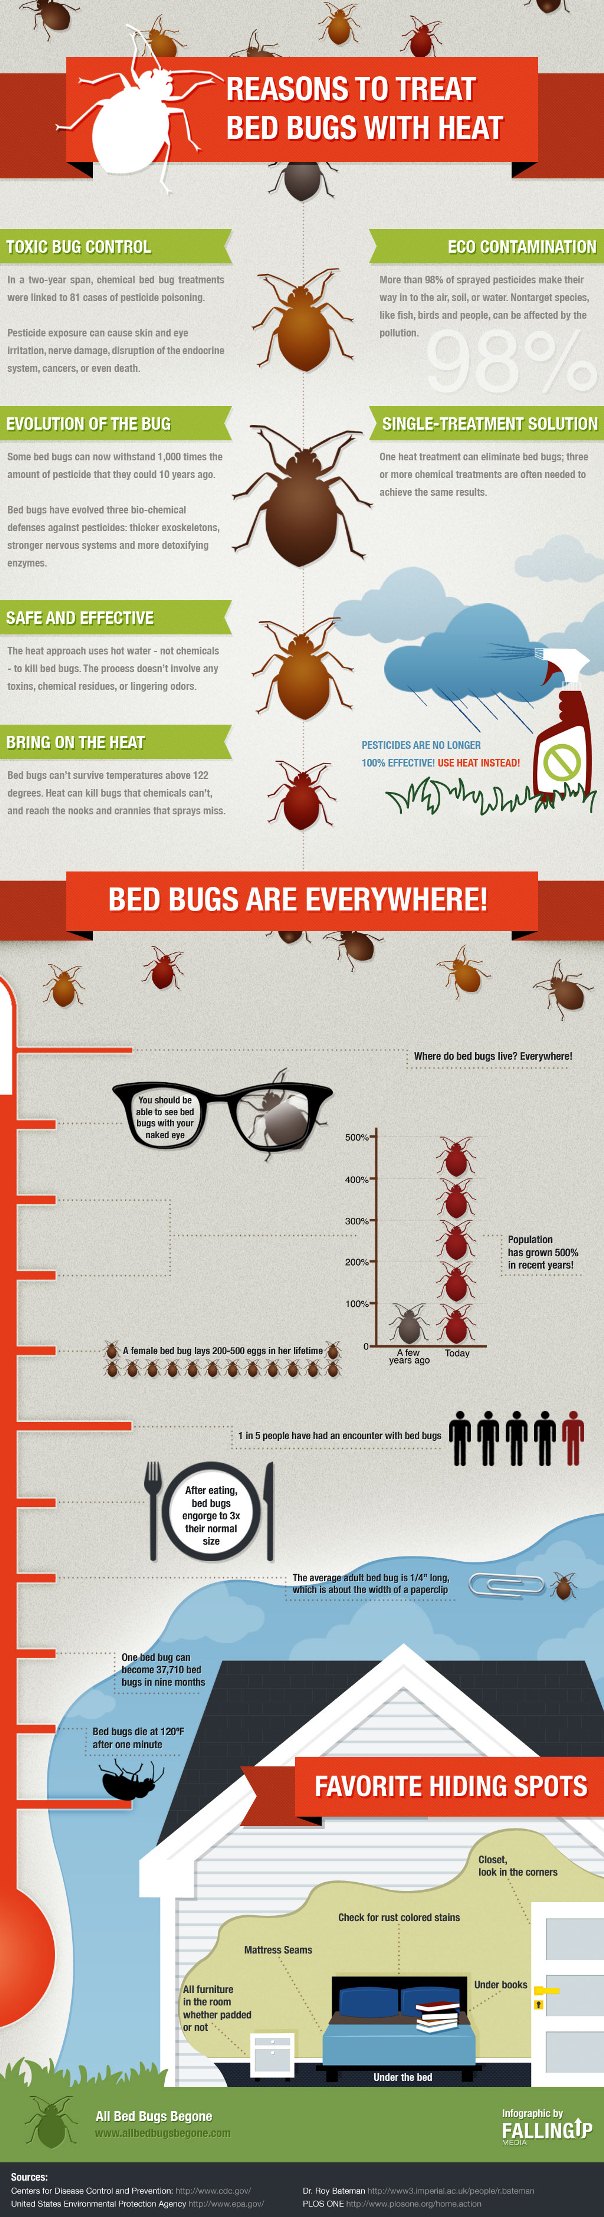 REASONS TO TREAT
BED BUGS WITH HEAT
TOXIC BUG CONTROL
In a two-year span, chemical bed bug treatments
were linked to 81 cases of pesticide poisoning.
Pesticide exposure can cause skin and eye
irritation, nerve damage, disruption of the endocrine
system, cancers, or even death.
ECO CONTAMINATION
More than 98% of sprayed pesticides make their
way in to the air, soil, or water. Nontarget species,
like fish, birds and people, can be affected by the
pollution.
98%
EVOLUTION OF THE BUG
Some bed bugs can now withstand 1,000 times the
amount of pesticide that they could 10 years ago.
Bed bugs have evolved three bio-chemical
defenses against pesticides: thicker exoskeletons,
stronger nervous systems and more detoxifying
enzymes.
SINGLE-TREATMENT SOLUTION
One heat treatment can eliminate bed bugs; three
or more chemical treatments are often needed to
achieve the same results.
SAFE AND EFFECTIVE
The heat approach uses hot water - not chemicals
- to kill bed bugs. The process doesn't involve any
toxins, chemical residues, or lingering odors.
BRING ON THE HEAT
Bed bugs can't survive temperatures above 122
degrees. Heat can kill bugs that chemicals can't,
and reach the nooks and crannies that sprays miss.
PESTICIDES ARE NO LONGER
100% EFFECTIVE! USE HEAT INSTEAD!
BED BUGS ARE EVERYWHERE!
Where do bed bugs live? Everywhere!
You should be
able to see bed
bugs with your
naked eye
500%
400%
300%
200%
100%
0
A few
years ago
Today
Population
has grown 500%
in recent years!
A female bed bug lays 200-500 eggs in her lifetime
1 in 5 people have had an encounter with bed bugs
After eating,
bed bugs
engorge to 3x
their normal
size
The average adult bed bug is 1/4" long,
which is about the width of a paperclip
One bed bug can
become 37,710 bed
bugs in nine months
Bed bugs die at 120ºF
after one minute
FAVORITE HIDING SPOTS
Closet,
look in the corners
Check for rust colored stains
Mattress Seams
Under books
All furniture
in the room
whether padded
or not
Under the bed
All Bed Bugs Begone
www.allbedbugsbegone.com
Infographic by
FALLING UP
MEDIA
Sources:
Centers for Disease Control and Prevention: http://www.cdc.gov/
United States Environmental Protection Agency http://www.epa.gov/
Dr. Roy Bateman http://www3.imperial.ac.uk/people/r.bateman
PLOS ONE http://www.plosone.org/home.action